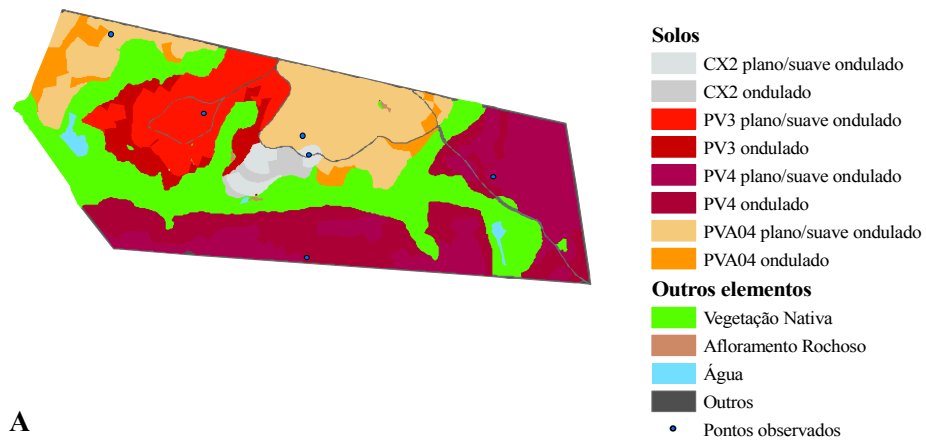 Solos
CX2 plano/suave ondulado
CX2 ondulado
PV3 plano/suave ondulado
PV3 ondulado
PV4 plano/suave ondulado
PV4 ondulado
PVA04 plano/suave ondulado
PVA04 ondulado
Outros elementos
Vegetação Nativa
Afloramento Rochoso
Água
Outros
Pontos observados
A